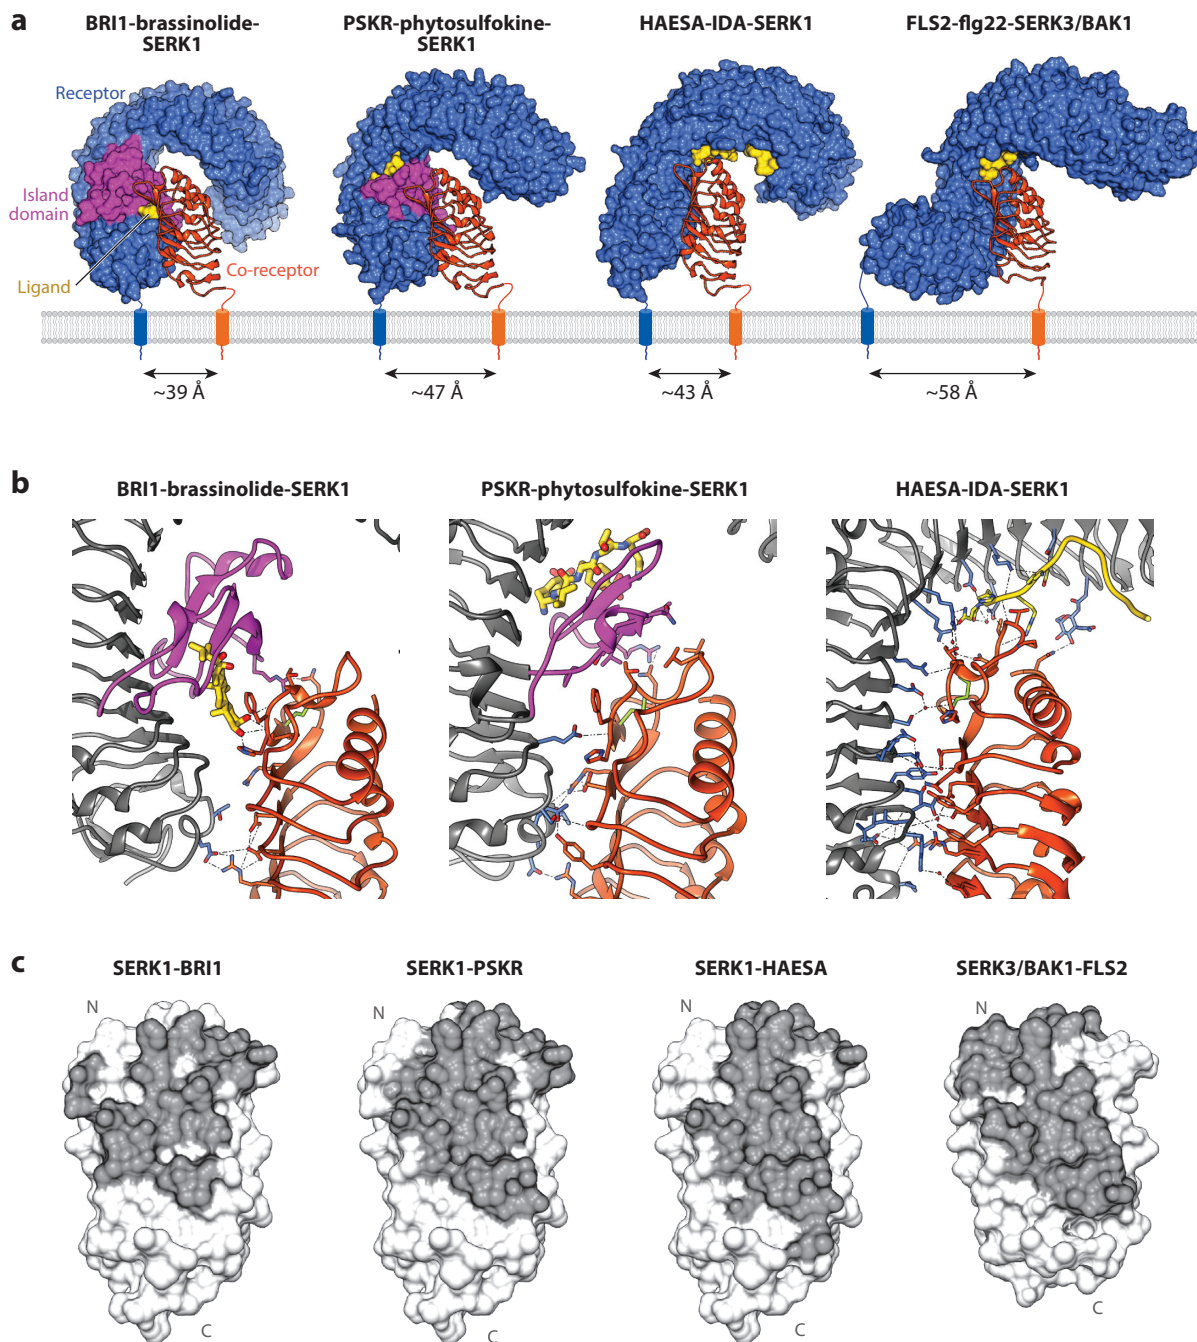 a
BRI1-brassinolide-
SERK1
PSKR-phytosulfokine-
SERK1
HAESA-IDA-SERK1
FLS2-flg22-SERK3/BAK1
Receptor
Island
domain
Ligand
Co-receptor
~39 Å
~47 Å
~43 Å
~58 Å
b
BRI1-brassinolide-SERK1
PSKR-phytosulfokine-SERK1
HAESA-IDA-SERK1
c
SERK1-BRI1
SERK1-PSKR
SERK1-HAESA
SERK3/BAK1-FLS2
N
N
N
N
C
C
C
C